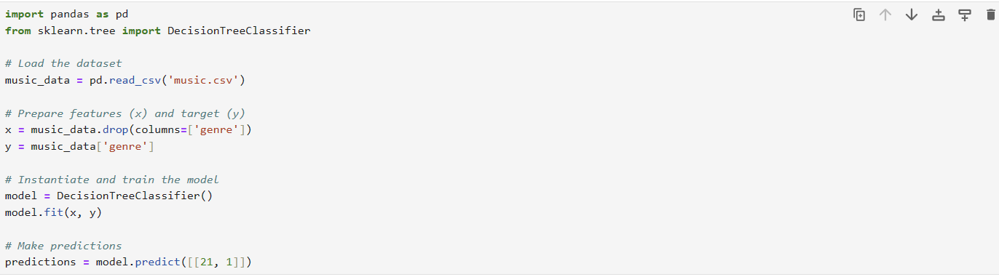 import pandas as pd
from sklearn.tree import DecisionTreeClassifier
# Load the dataset
music_data = pd.read_csv('music.csv')
# Prepare features (x) and target (y)
x = music_data.drop(columns=['genre'])
y = music_data['genre']
# Instantiate and train the model
model = DecisionTreeClassifier()
model.fit(x, y)
# Make predictions
predictions = model.predict([[21, 1]])